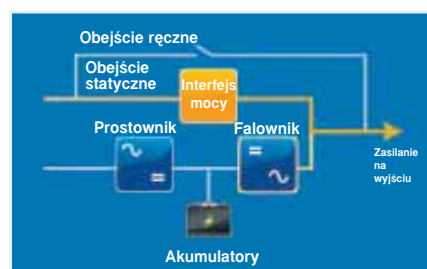 Obejście ręczne
Obejście
statyczne
Interfejs
mocy
Prostownik
Falownik
Zasilanie
na
wyjściu
Akumulatory